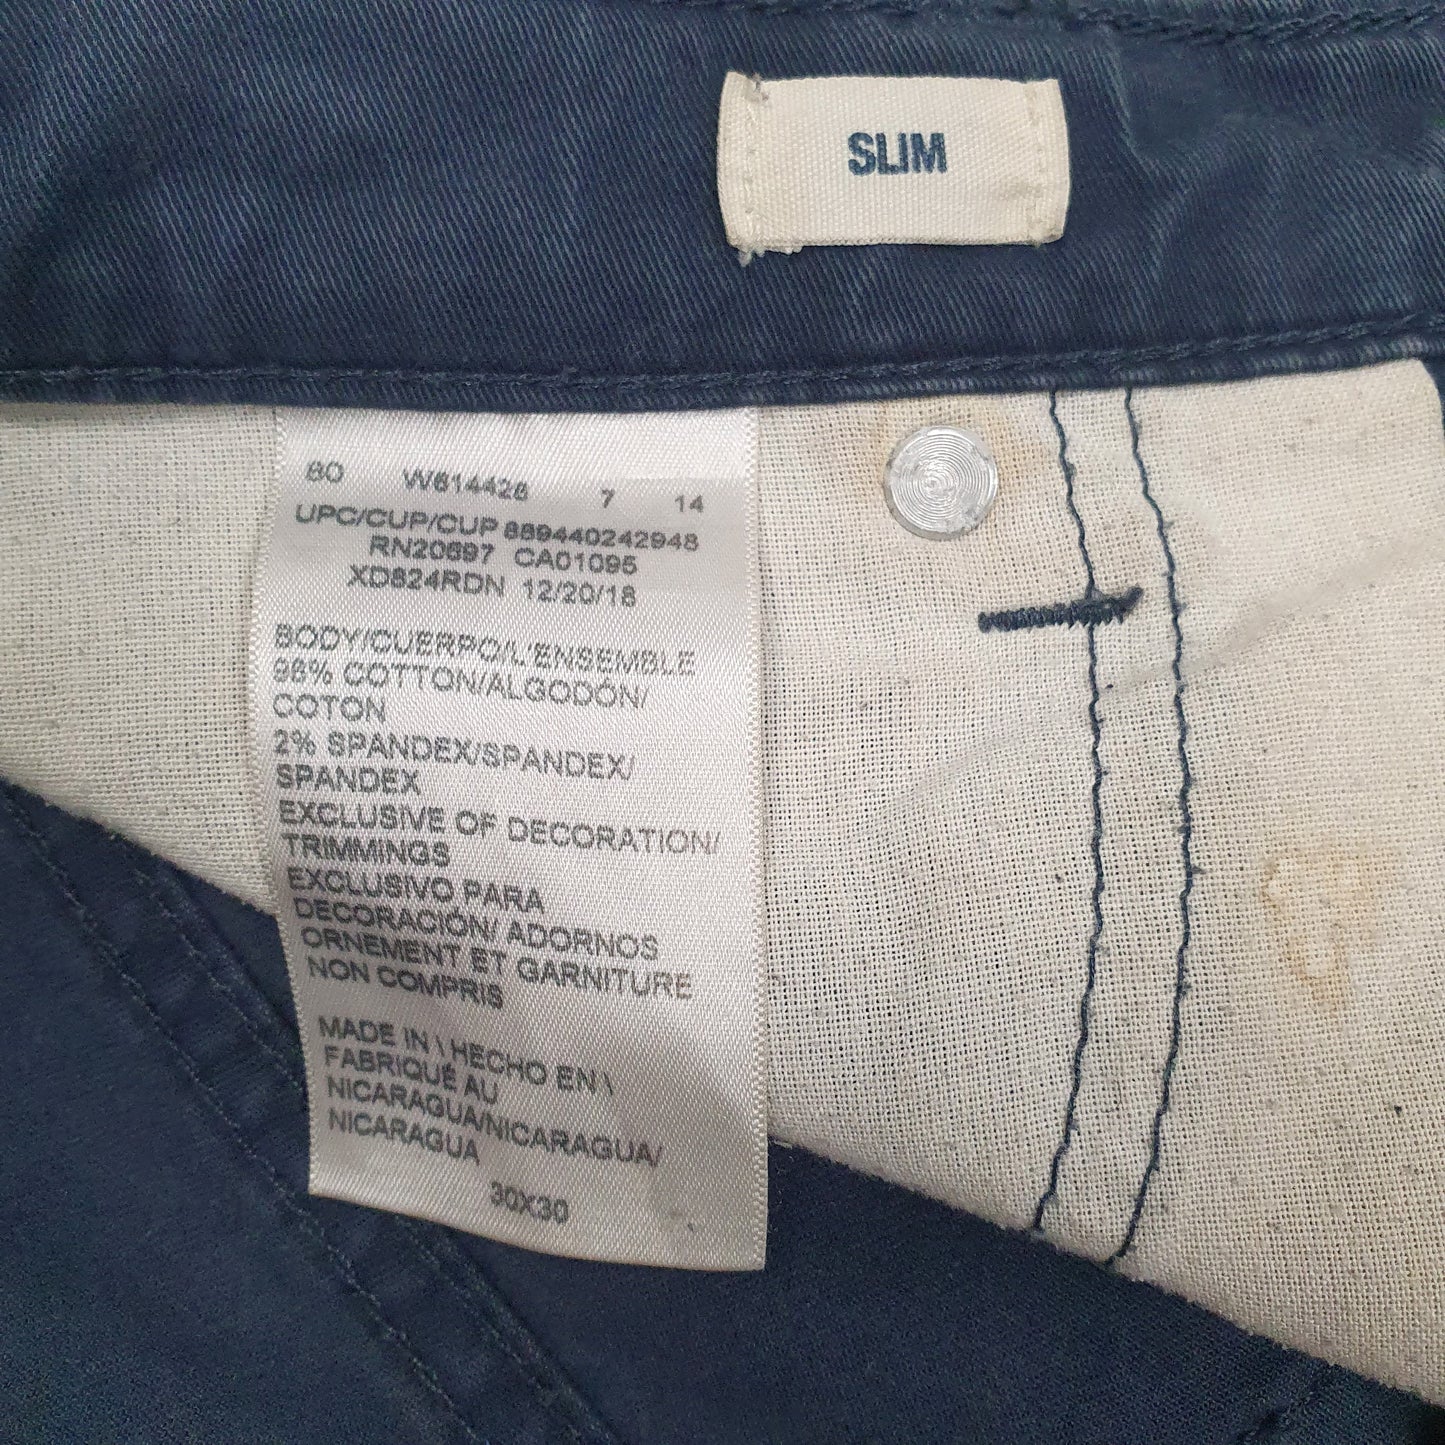 SLIM
80 W614428 7 14
UPC/CUP/CUP 889440242948
RN20697 CA01095
XD824RDN 12/20/18
BODY/CUERPO/L'ENSEMBLE
98% COTTON/ALGODÓN/
COTON
2% SPANDEX/SPANDEX/
SPANDEX
EXCLUSIVE OF DECORATION/
TRIMMINGS
EXCLUSIVO PARA
DECORACIÓN/ ADORNOS
ORNEMENT ET GARNITURE
NON COMPRIS
MADE IN \ HECHO EN \
FABRIQUÉ AU
NICARAGUA/NICARAGUA/
NICARAGUA
30X30